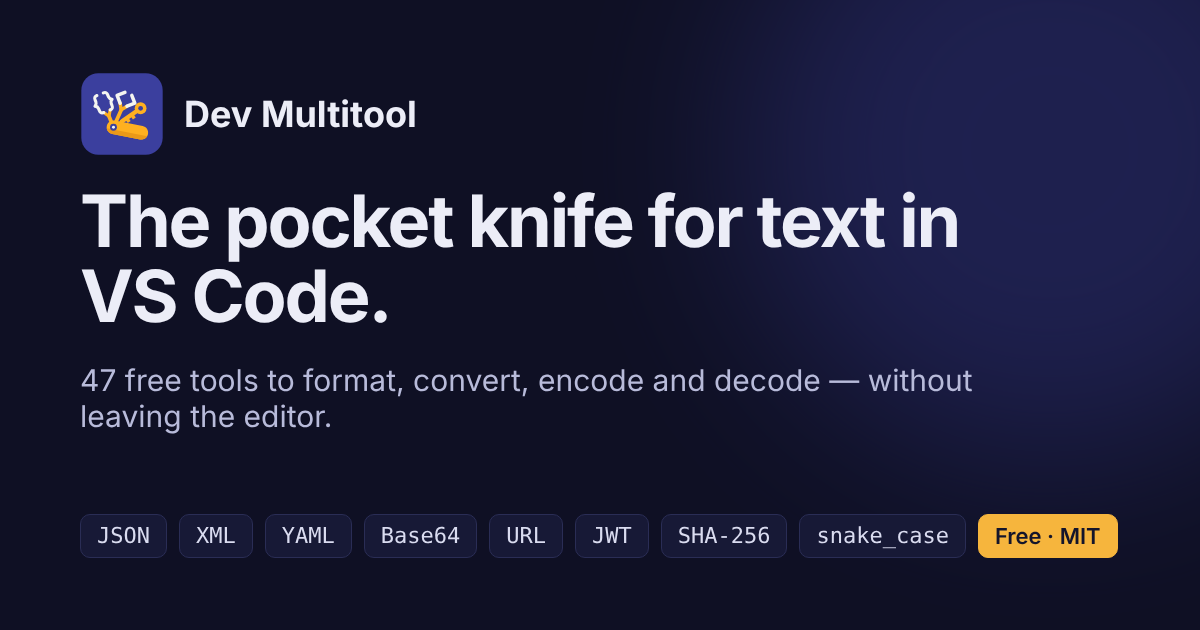 Dev Multitool
The pocket knife for text in
VS Code.
47 free tools to format, convert, encode and decode — without
leaving the editor.
JSON XML YAML Base64 URL JWT SHA-256 snake_case Free · MIT